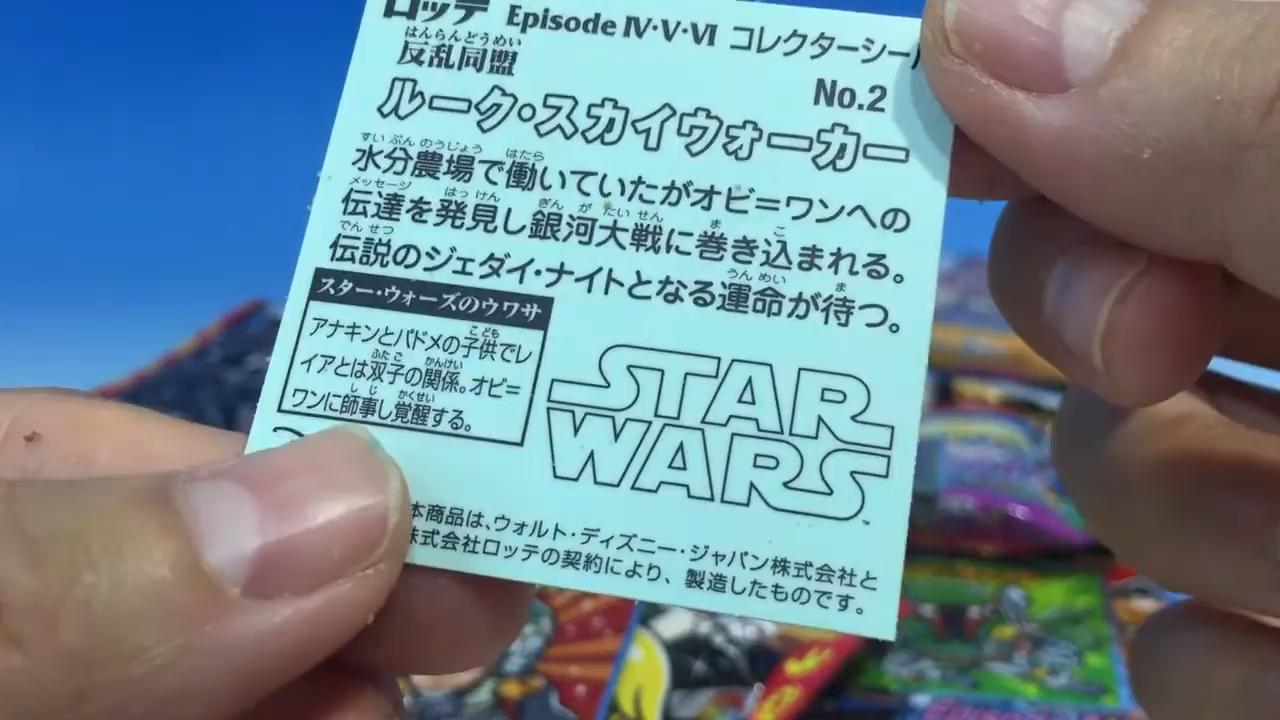 ロッテ Episode IV・V・VI コレクターシー
はんらんどうめい
反乱同盟
No.2
ルーク・スカイウォーカー
すい ぶん のうじょう はたら
水分農場で働いていたがオビ=ワンへの
メッセージ はっ けん ぎん が たい せん ま こ
伝達を発見し銀河大戦に巻き込まれる。
でん せつ うん めい ま
伝説のジェダイ・ナイトとなる運命が待つ。
スター・ウォーズのウワサ
こども
アナキンとパドメの子供でレ
ふたご かんけい
イアとは双子の関係。オビ=
しじ かくせい
ワンに師事し覚醒する。
STAR
WARS
™
本商品は、ウォルト・ディズニー・ジャパン株式会社と
株式会社ロッテの契約により、製造したものです。